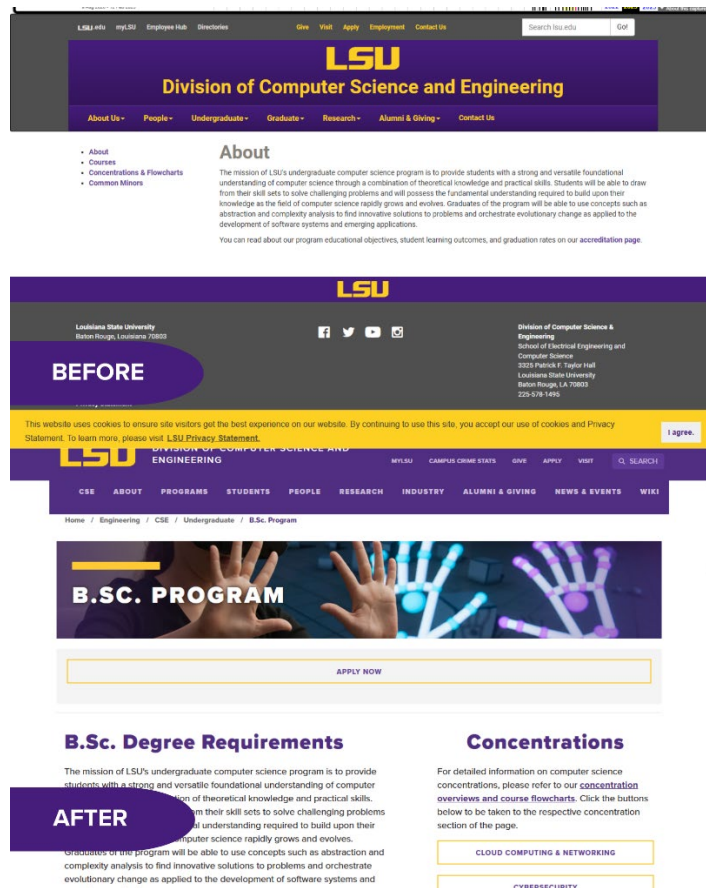 LSU.edu myLSU Employee Hub Directories Give Visit Apply Employment Contact Us Search lsu.edu Go!
LSU
Division of Computer Science and Engineering
About Us People Undergraduate Graduate Research Alumni & Giving Contact Us
About
Courses
Concentrations & Flowcharts
Common Minors
About
The mission of LSU's undergraduate computer science program is to provide students with a strong and versatile foundational
understanding of computer science through a combination of theoretical knowledge and practical skills. Students will be able to draw
from their skill sets to solve challenging problems and will possess the fundamental understanding required to build upon their
knowledge as the field of computer science rapidly grows and evolves. Graduates of the program will be able to use concepts such as
abstraction and complexity analysis to find innovative solutions to problems and orchestrate evolutionary change as applied to the
development of software systems and emerging applications.
You can read about our program educational objectives, student learning outcomes, and graduation rates on our accreditation page.
LSU
Louisiana State University
Baton Rouge, Louisiana 70803
Division of Computer Science &
Engineering
School of Electrical Engineering and
Computer Science
3325 Patrick F. Taylor Hall
Louisiana State University
Baton Rouge, LA 70803
225-578-1495
BEFORE
This website uses cookies to ensure site visitors get the best experience on our website. By continuing to use this site, you accept our use of cookies and Privacy
Statement. To learn more, please visit LSU Privacy Statement.
I agree.
LSU
DIVISION OF COMPUTER SCIENCE AND
ENGINEERING
MYLSU CAMPUS CRIME STATS GIVE APPLY VISIT SEARCH
CSE ABOUT PROGRAMS STUDENTS PEOPLE RESEARCH INDUSTRY ALUMNI & GIVING NEWS & EVENTS WIKI
Home / Engineering / CSE / Undergraduate / B.Sc. Program
B.SC. PROGRAM
APPLY NOW
B.Sc. Degree Requirements
The mission of LSU's undergraduate computer science program is to provide
students with a strong and versatile foundational understanding of computer
of theoretical knowledge and practical skills.
their skill sets to solve challenging problems
understanding required to build upon their
computer science rapidly grows and evolves.
Graduates of the program will be able to use concepts such as abstraction and
complexity analysis to find innovative solutions to problems and orchestrate
evolutionary change as applied to the development of software systems and
AFTER
Concentrations
For detailed information on computer science
concentrations, please refer to our concentration
overviews and course flowcharts. Click the buttons
below to be taken to the respective concentration
section of the page.
CLOUD COMPUTING & NETWORKING
CYBERSECURITY